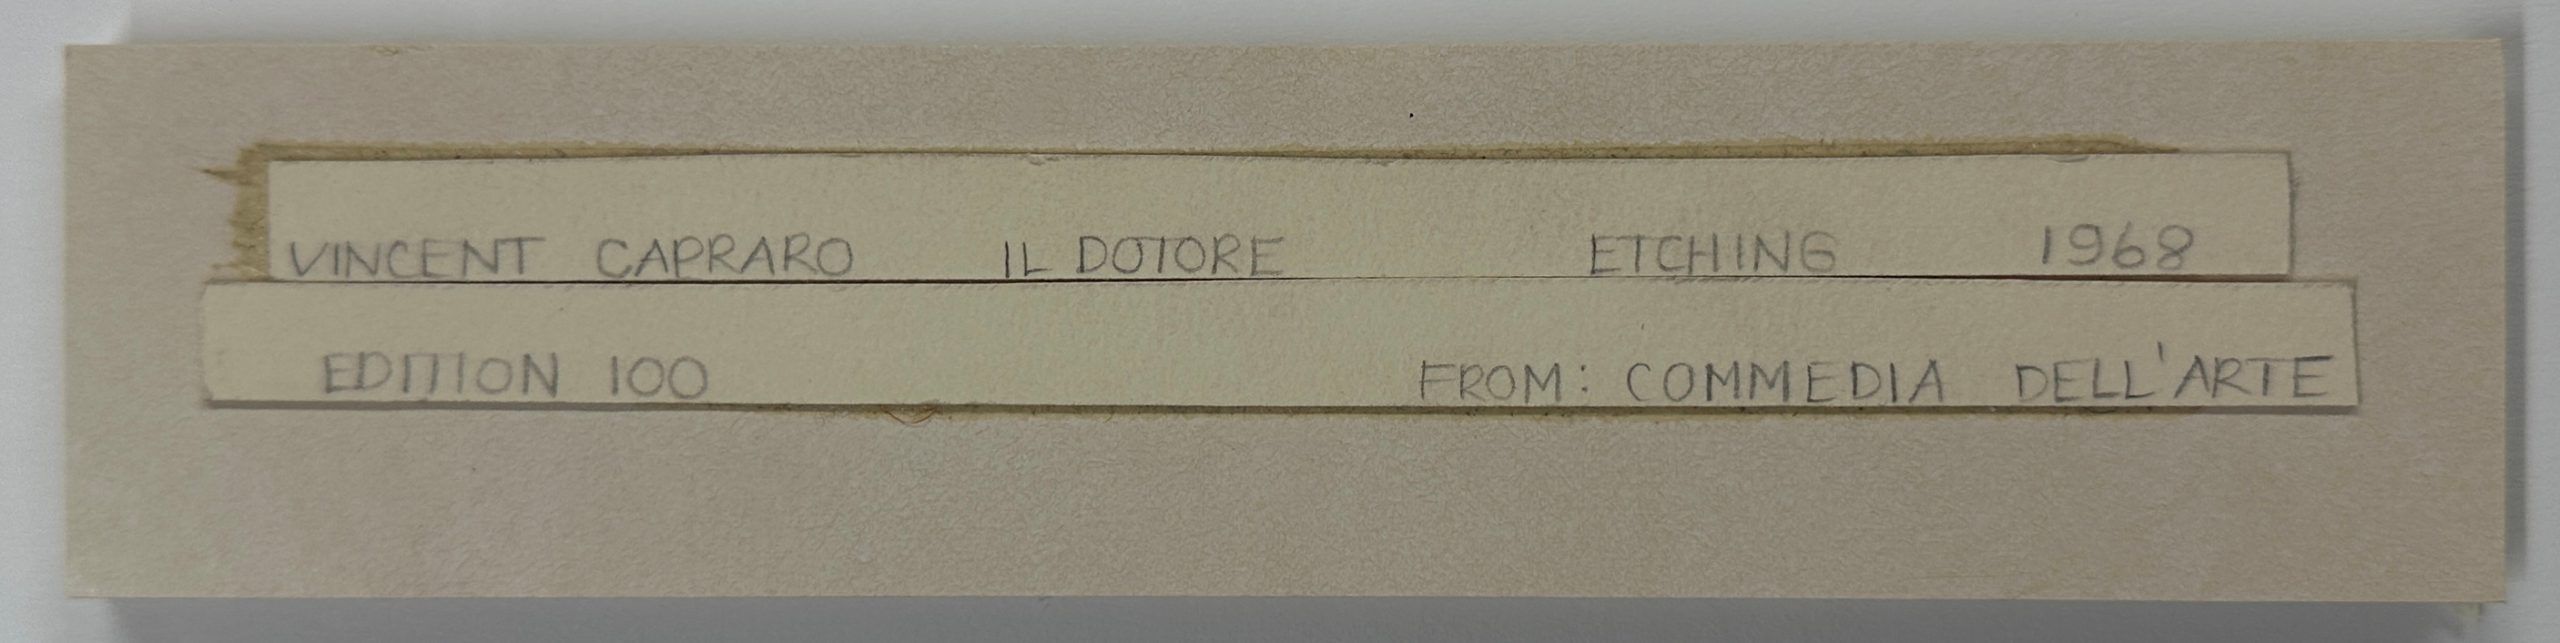 VINCENT CAPRARO IL DOTORE ETCHING 1968
EDITION 100 FROM: COMMEDIA DELL'ARTE